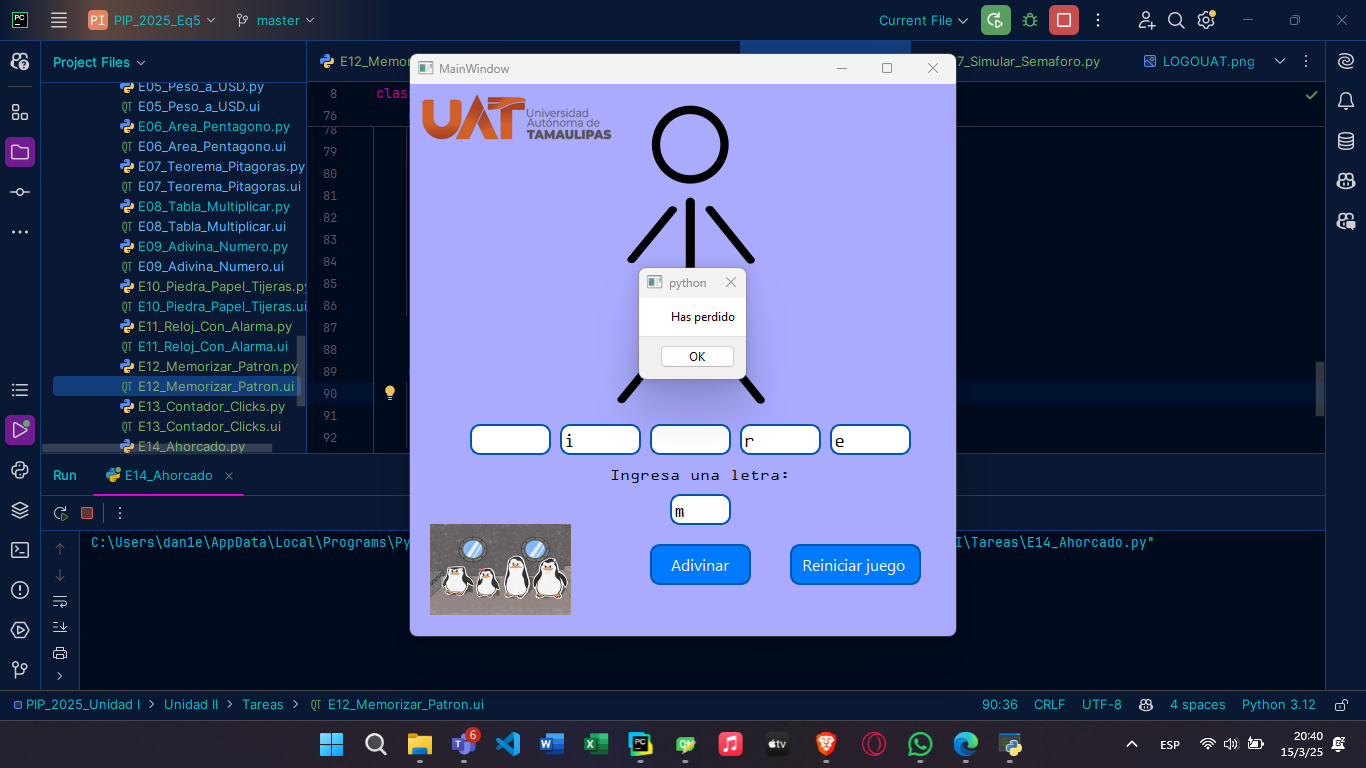 PC
PI PIP_2025_Eq5
master
Current File
Project Files
E05_Peso_a_USD.py
E05_Peso_a_USD.ui
E06_Area_Pentagono.py
E06_Area_Pentagono.ui
E07_Teorema_Pitagoras.py
E07_Teorema_Pitagoras.ui
E08_Tabla_Multiplicar.py
E08_Tabla_Multiplicar.ui
E09_Adivina_Numero.py
E09_Adivina_Numero.ui
E10_Piedra_Papel_Tijeras.py
E10_Piedra_Papel_Tijeras.ui
E11_Reloj_Con_Alarma.py
E11_Reloj_Con_Alarma.ui
E12_Memorizar_Patron.py
E12_Memorizar_Patron.ui
E13_Contador_Clicks.py
E13_Contador_Clicks.ui
E14_Ahorcado.py
E12_Memor
7_Simular_Semaforo.py
LOGOUAT.png
8 clas
76
78
79
80
81
82
83
84
85
86
87
88
89
90
91
92
MainWindow
UAT Universidad
Autónoma de
TAMAULIPAS
python
Has perdido
OK
i r e
Ingresa una letra:
m
Adivinar Reiniciar juego
Run E14_Ahorcado
C:\Users\dan1e\AppData\Local\Programs\Py
I\Tareas\E14_Ahorcado.py"
PIP_2025_Unidad I > Unidad II > Tareas > QT E12_Memorizar_Patron.ui
90:36 CRLF UTF-8 4 spaces Python 3.12
6
tv
ESP
20:40
15/3/25